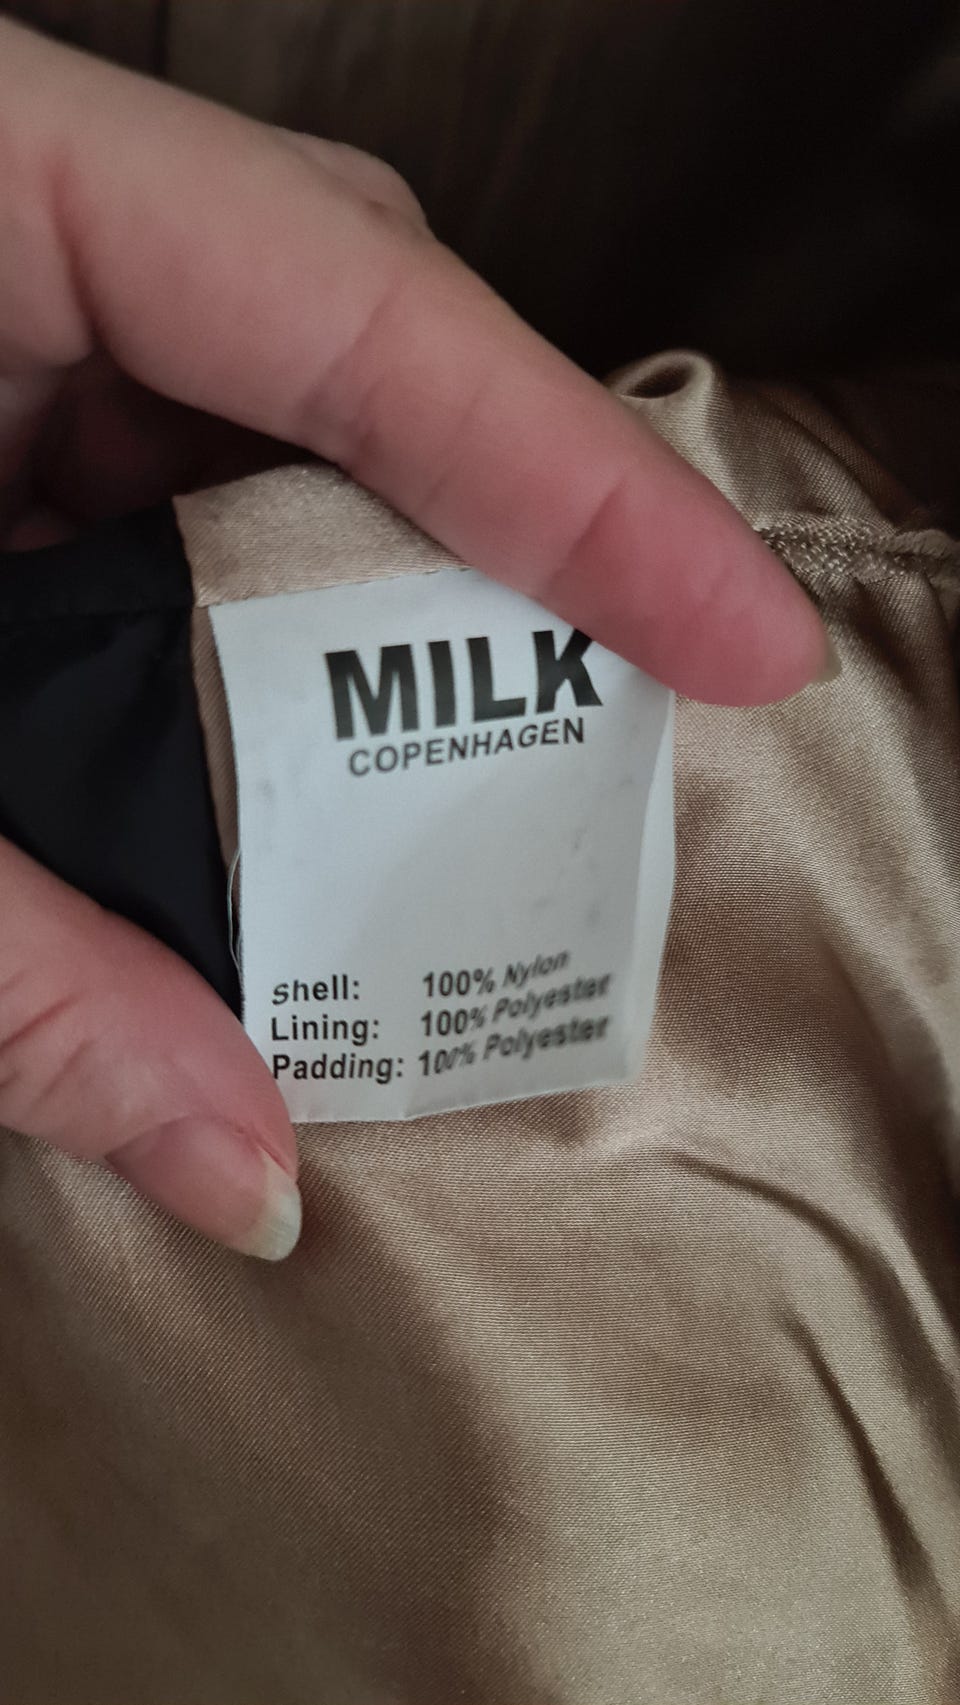 MILK
COPENHAGEN
Shell: 100% Nylon
Lining: 100% Polyester
Padding: 100% Polyester